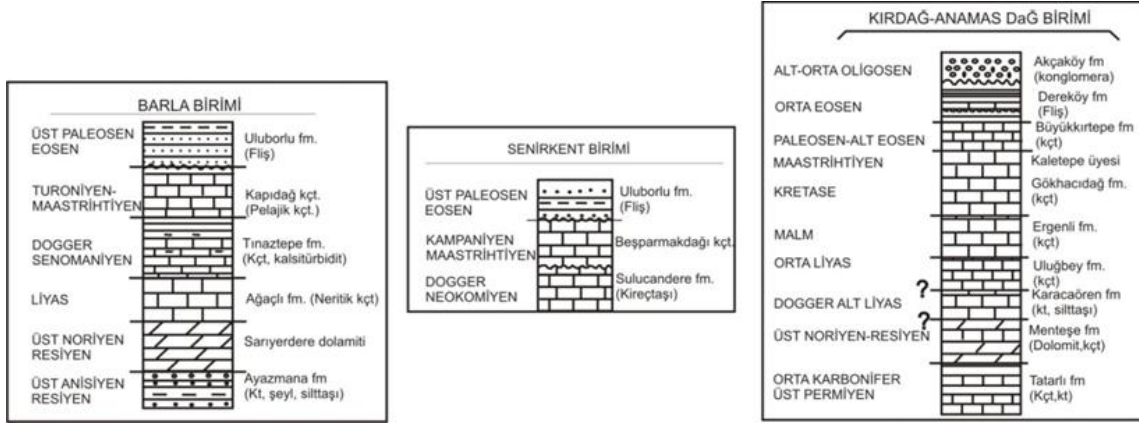 BARLA BİRİMİ
ÜST PALEOSEN
EOSEN
Uluborlu fm.
(Fliş)
TURONİYEN-
MAASTRİHTİYEN
Kapıdağ kçt.
(Pelajik kçt.)
DOGGER
SENOMANİYEN
Tınaztepe fm.
(Kçt, kalsitürbidit)
LİYAS
Ağaçlı fm. (Neritik kçt)
ÜST NORİYEN
RESİYEN
Sarıyerdere dolamiti
ÜST ANİSİYEN
RESİYEN
Ayazmana fm
(Kt, şeyl, silttaşı)
SENİRKENT BİRİMİ
ÜST PALEOSEN
EOSEN
Uluborlu fm.
(Fliş)
KAMPANİYEN
MAASTRİHTİYEN
Beşparmakdağı kçt.
DOGGER
NEOKOMİYEN
Sulucandere fm.
(Kireçtaşı)
KIRDAĞ-ANAMAS DaĞ BİRİMİ
ALT-ORTA OLİGOSEN
Akçaköy fm
(konglomera)
ORTA EOSEN
Dereköy fm
(Fliş)
PALEOSEN-ALT EOSEN
Büyükkırtepe fm
(kçt)
MAASTRİHTİYEN
Kaletepe üyesi
KRETASE
Gökhacıdağ fm.
(kçt)
MALM
Ergenli fm.
(kçt)
ORTA LİYAS
Uluğbey fm.
(kçt)
?
DOGGER ALT LİYAS
Karacaören fm
(kt, silttaşı)
?
ÜST NORİYEN-RESİYEN
Menteşe fm
(Dolomit,kçt)
ORTA KARBONİFER
ÜST PERMİYEN
Tatarlı fm
(Kçt,kt)